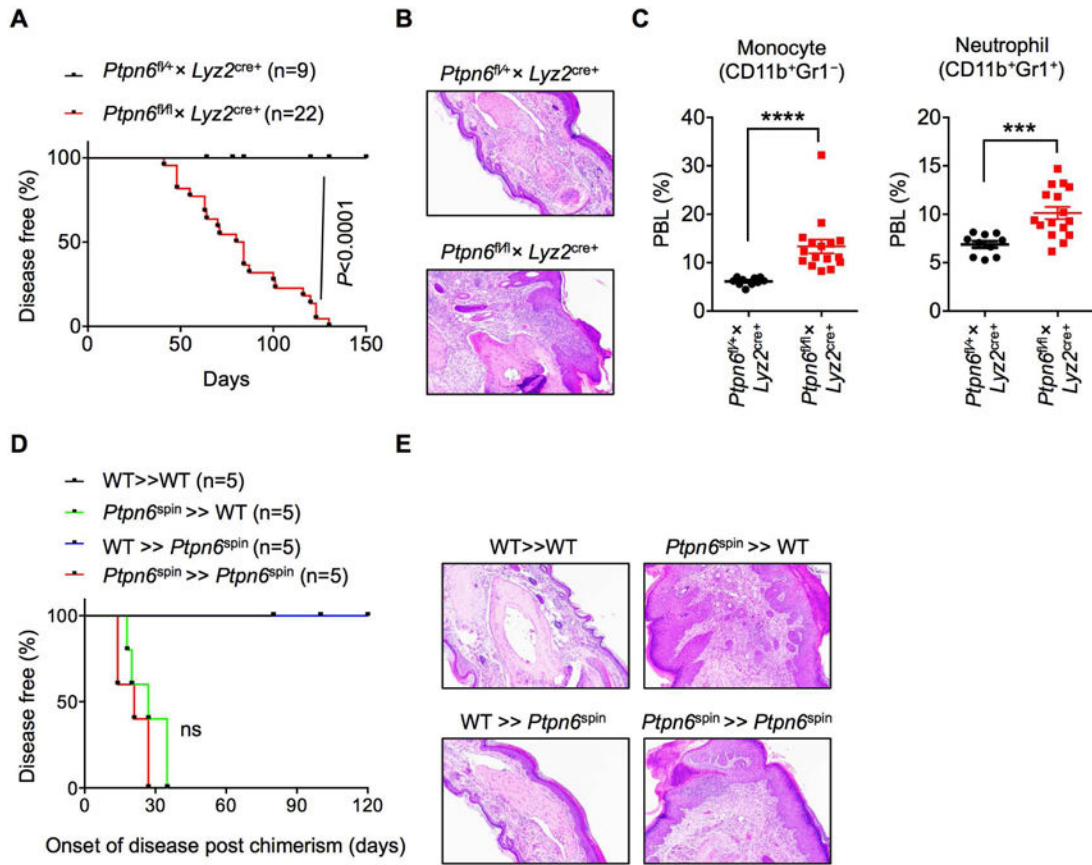 A
Ptpn6fl/+ × Lyz2cre+ (n=9)
Ptpn6fl/fl × Lyz2cre+ (n=22)
Disease free (%)
100
50
0
P<0.0001
0 50 100 150
Days
B
Ptpn6fl/+ × Lyz2cre+
Ptpn6fl/fl × Lyz2cre+
C
Monocyte
(CD11b+Gr1−)
PBL (%)
40
30
20
10
0
****
Ptpn6fl/+ ×
Lyz2cre+
Ptpn6fl/fl ×
Lyz2cre+
Neutrophil
(CD11b+Gr1+)
PBL (%)
20
15
10
5
0
***
Ptpn6fl/+ ×
Lyz2cre+
Ptpn6fl/fl ×
Lyz2cre+
D
WT>>WT (n=5)
Ptpn6spin >> WT (n=5)
WT >> Ptpn6spin (n=5)
Ptpn6spin >> Ptpn6spin (n=5)
Disease free (%)
100
50
0
ns
0 30 60 90 120
Onset of disease post chimerism (days)
E
WT>>WT
Ptpn6spin >> WT
WT >> Ptpn6spin
Ptpn6spin >> Ptpn6spin